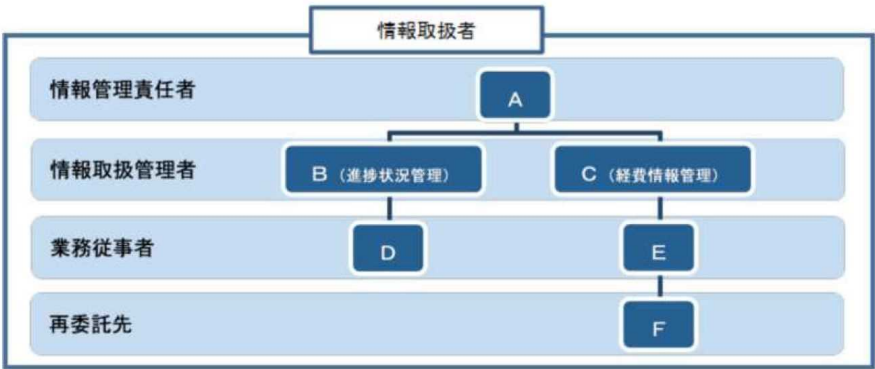 情報取扱者
情報管理責任者
A
情報取扱管理者
B（進捗状況管理）
C（経費情報管理）
業務従事者
D
E
再委託先
F